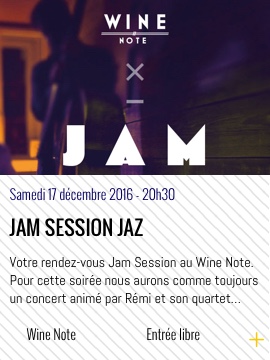 WINE
NOTE
×
JAM
Samedi 17 décembre 2016 - 20h30
JAM SESSION JAZ
Votre rendez-vous Jam Session au Wine Note.
Pour cette soirée nous aurons comme toujours
un concert animé par Rémi et son quartet...
Wine Note Entrée libre +